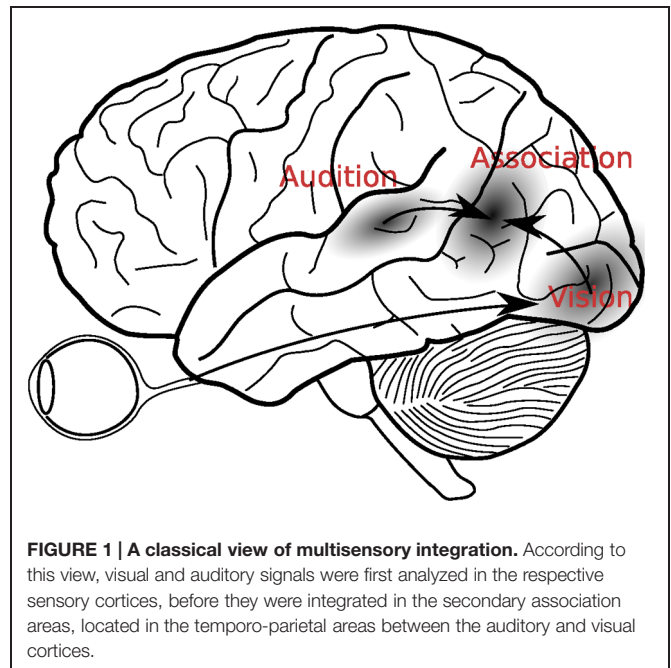 Association
Audition
Vision
FIGURE 1 | A classical view of multisensory integration. According to
this view, visual and auditory signals were first analyzed in the respective
sensory cortices, before they were integrated in the secondary association
areas, located in the temporo-parietal areas between the auditory and visual
cortices.